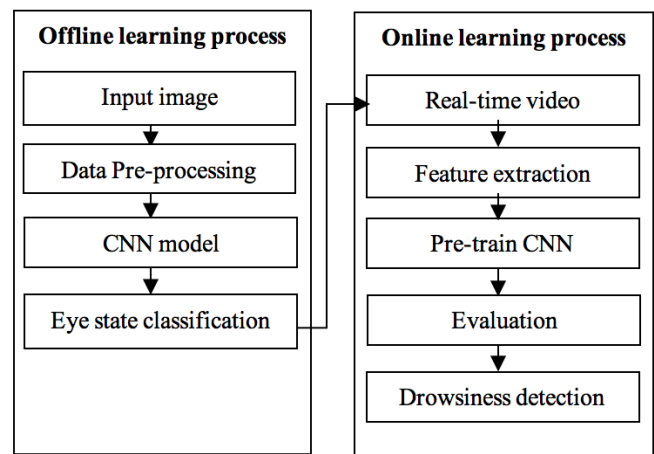 Offline learning process
Input image
Data Pre-processing
CNN model
Eye state classification
Online learning process
Real-time video
Feature extraction
Pre-train CNN
Evaluation
Drowsiness detection